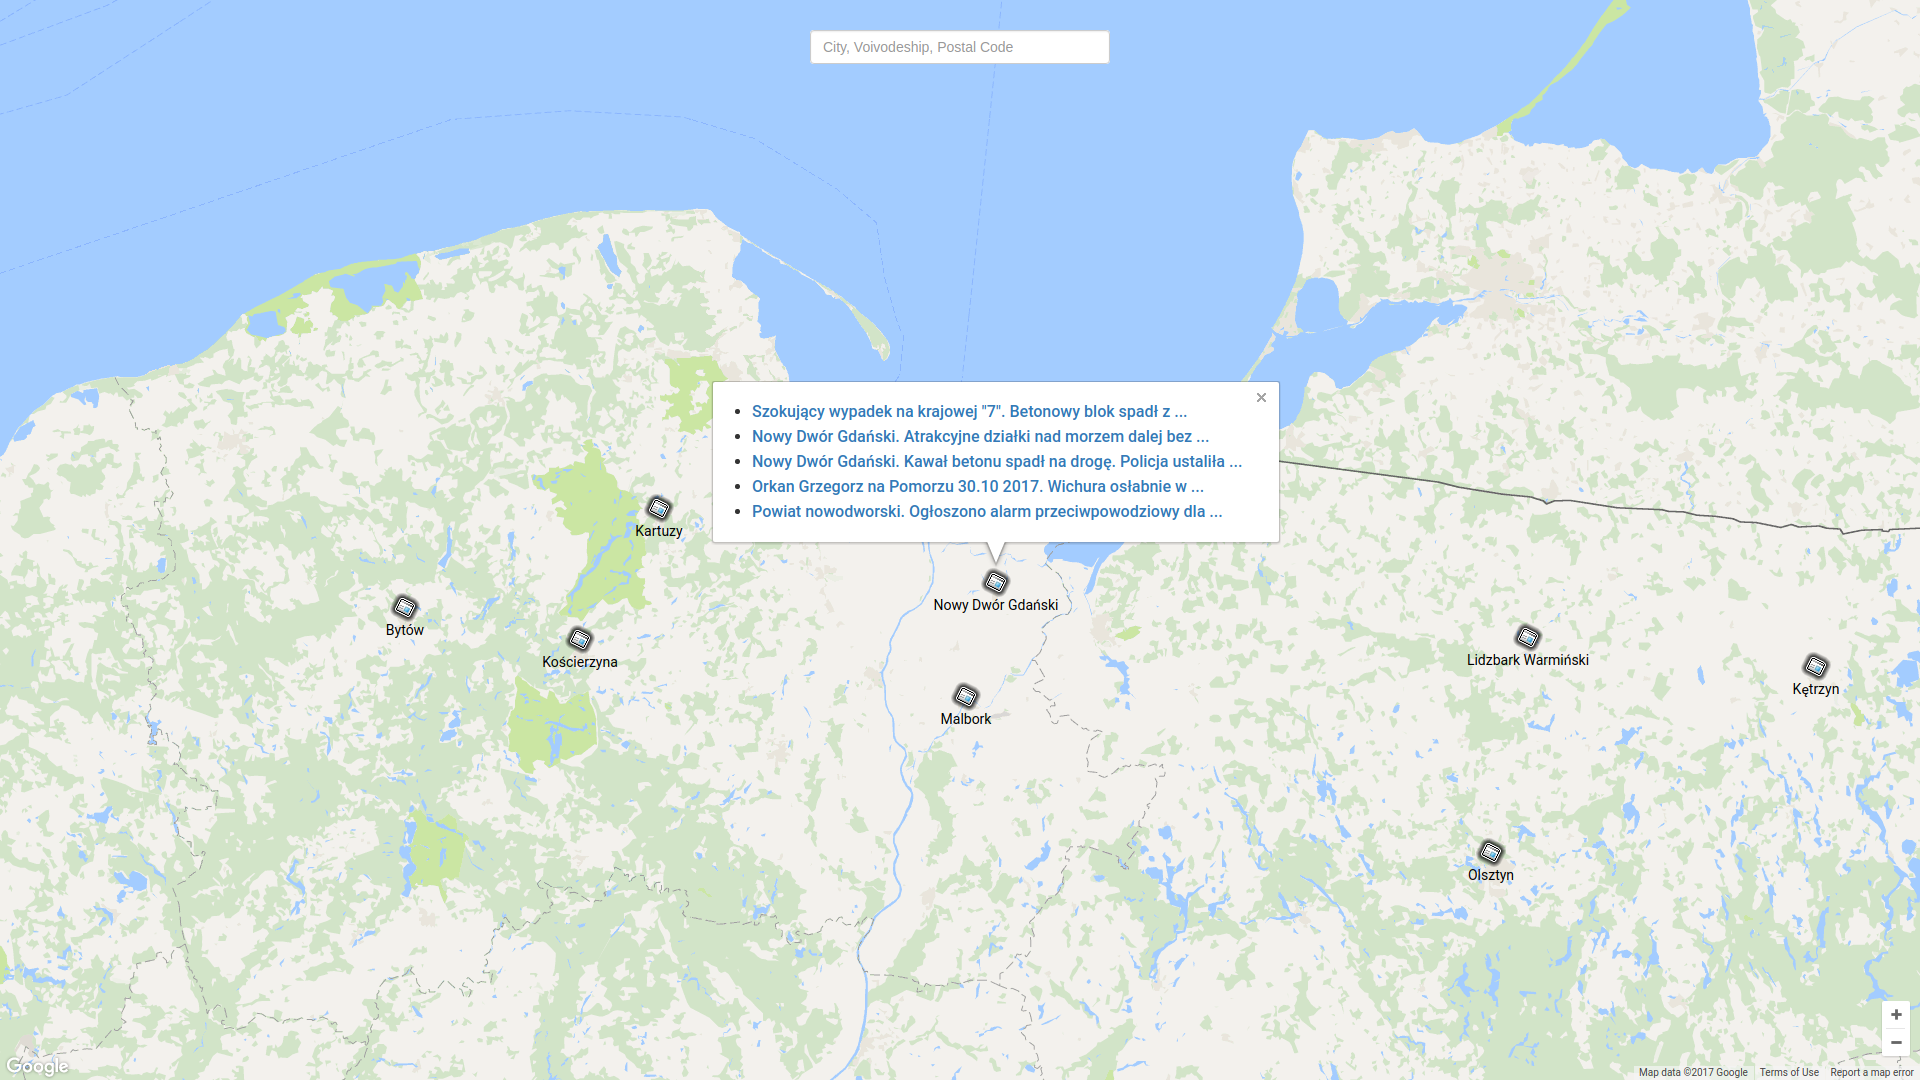 City, Voivodeship, Postal Code
Szokujący wypadek na krajowej "7". Betonowy blok spadł z ...
Nowy Dwór Gdański. Atrakcyjne działki nad morzem dalej bez ...
Nowy Dwór Gdański. Kawał betonu spadł na drogę. Policja ustaliła ...
Orkan Grzegorz na Pomorzu 30.10 2017. Wichura osłabnie w ...
Powiat nowodworski. Ogłoszono alarm przeciwpowodziowy dla ...
Kartuzy
Nowy Dwór Gdański
Bytów
Kościerzyna
Lidzbark Warmiński
Kętrzyn
Malbork
Olsztyn
Google
Map data ©2017 Google
Terms of Use
Report a map error